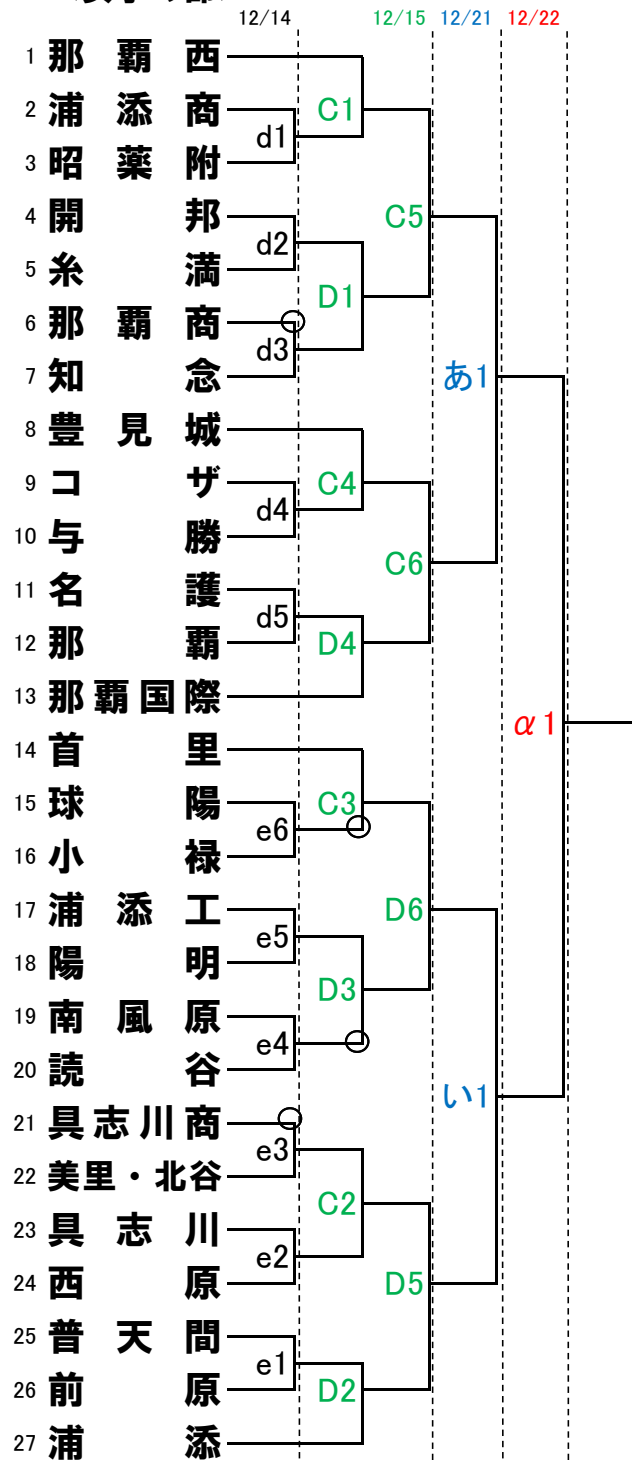 12/14 12/15 12/21 12/22
1 那覇西
C1
2 浦添商
d1
3 昭薬附
4 開邦
C5
d2
5 糸満
D1
6 那覇商
d3
7 知念
あ1
8 豊見城
9 コザ
C4
d4
10 与勝
C6
11 名護
d5
12 那覇
D4
13 那覇国際
α1
14 首里
15 球陽
C3
e6
16 小禄
17 浦添工
D6
e5
18 陽明
D3
19 南風原
e4
20 読谷
い1
21 具志川商
e3
22 美里・北谷
C2
23 具志川
e2
24 西原
D5
25 普天間
e1
26 前原
D2
27 浦添